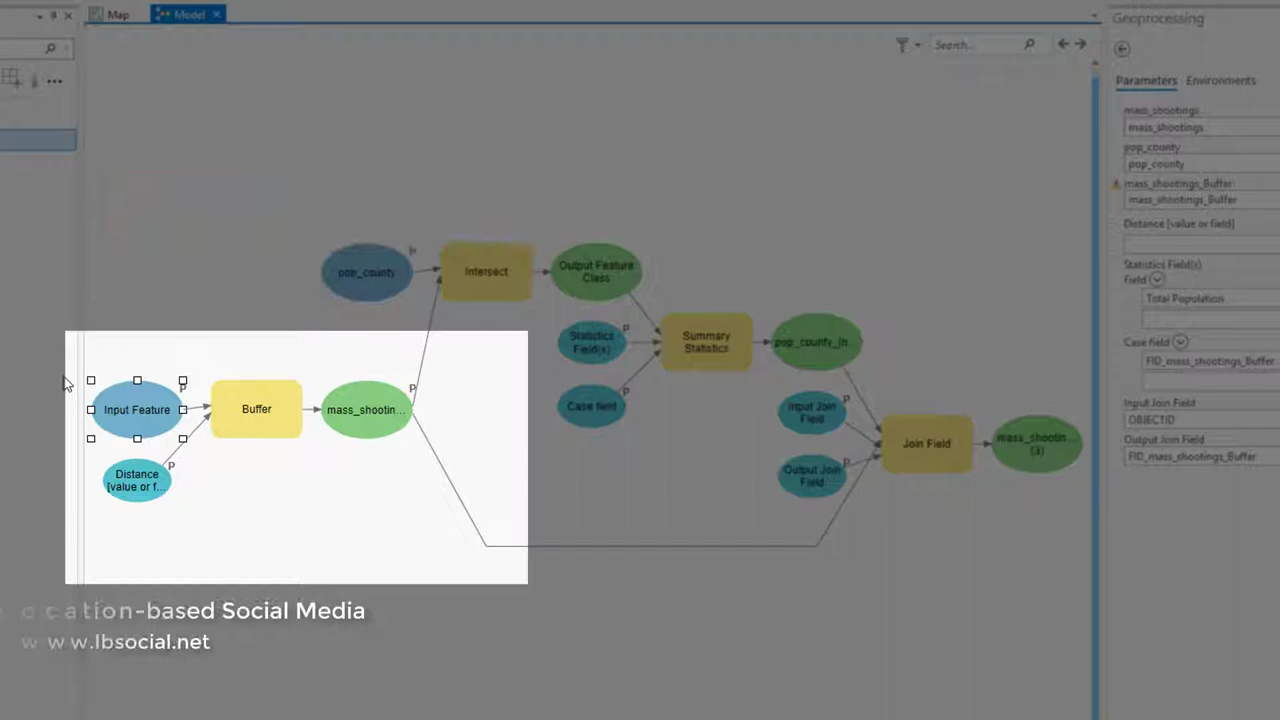 Map
Model
Search...
Geoprocessing
Parameters Environments
mass_shootings
mass_shootings
pop_county
pop_county
mass_shootings_Buffer
mass_shootings_Buffer
Distance [value or field]
Statistics Field(s)
Field
Total Population
Case field
FID_mass_shootings_Buffer
Input Join Field
OBJECTID
Output Join Field
FID_mass_shootings_Buffer
pop_county
P
Intersect
Output Feature
Class
Statistics
Field(s)
P
Summary
Statistics
pop_county_In...
Case field
P
Input Feature
P
Buffer
mass_shootin...
P
Distance
[value or f...
P
Input Join
Field
P
Join Field
mass_shootin...
(3)
Output Join
Field
P
ocation-based Social Media
www.lbsocial.net